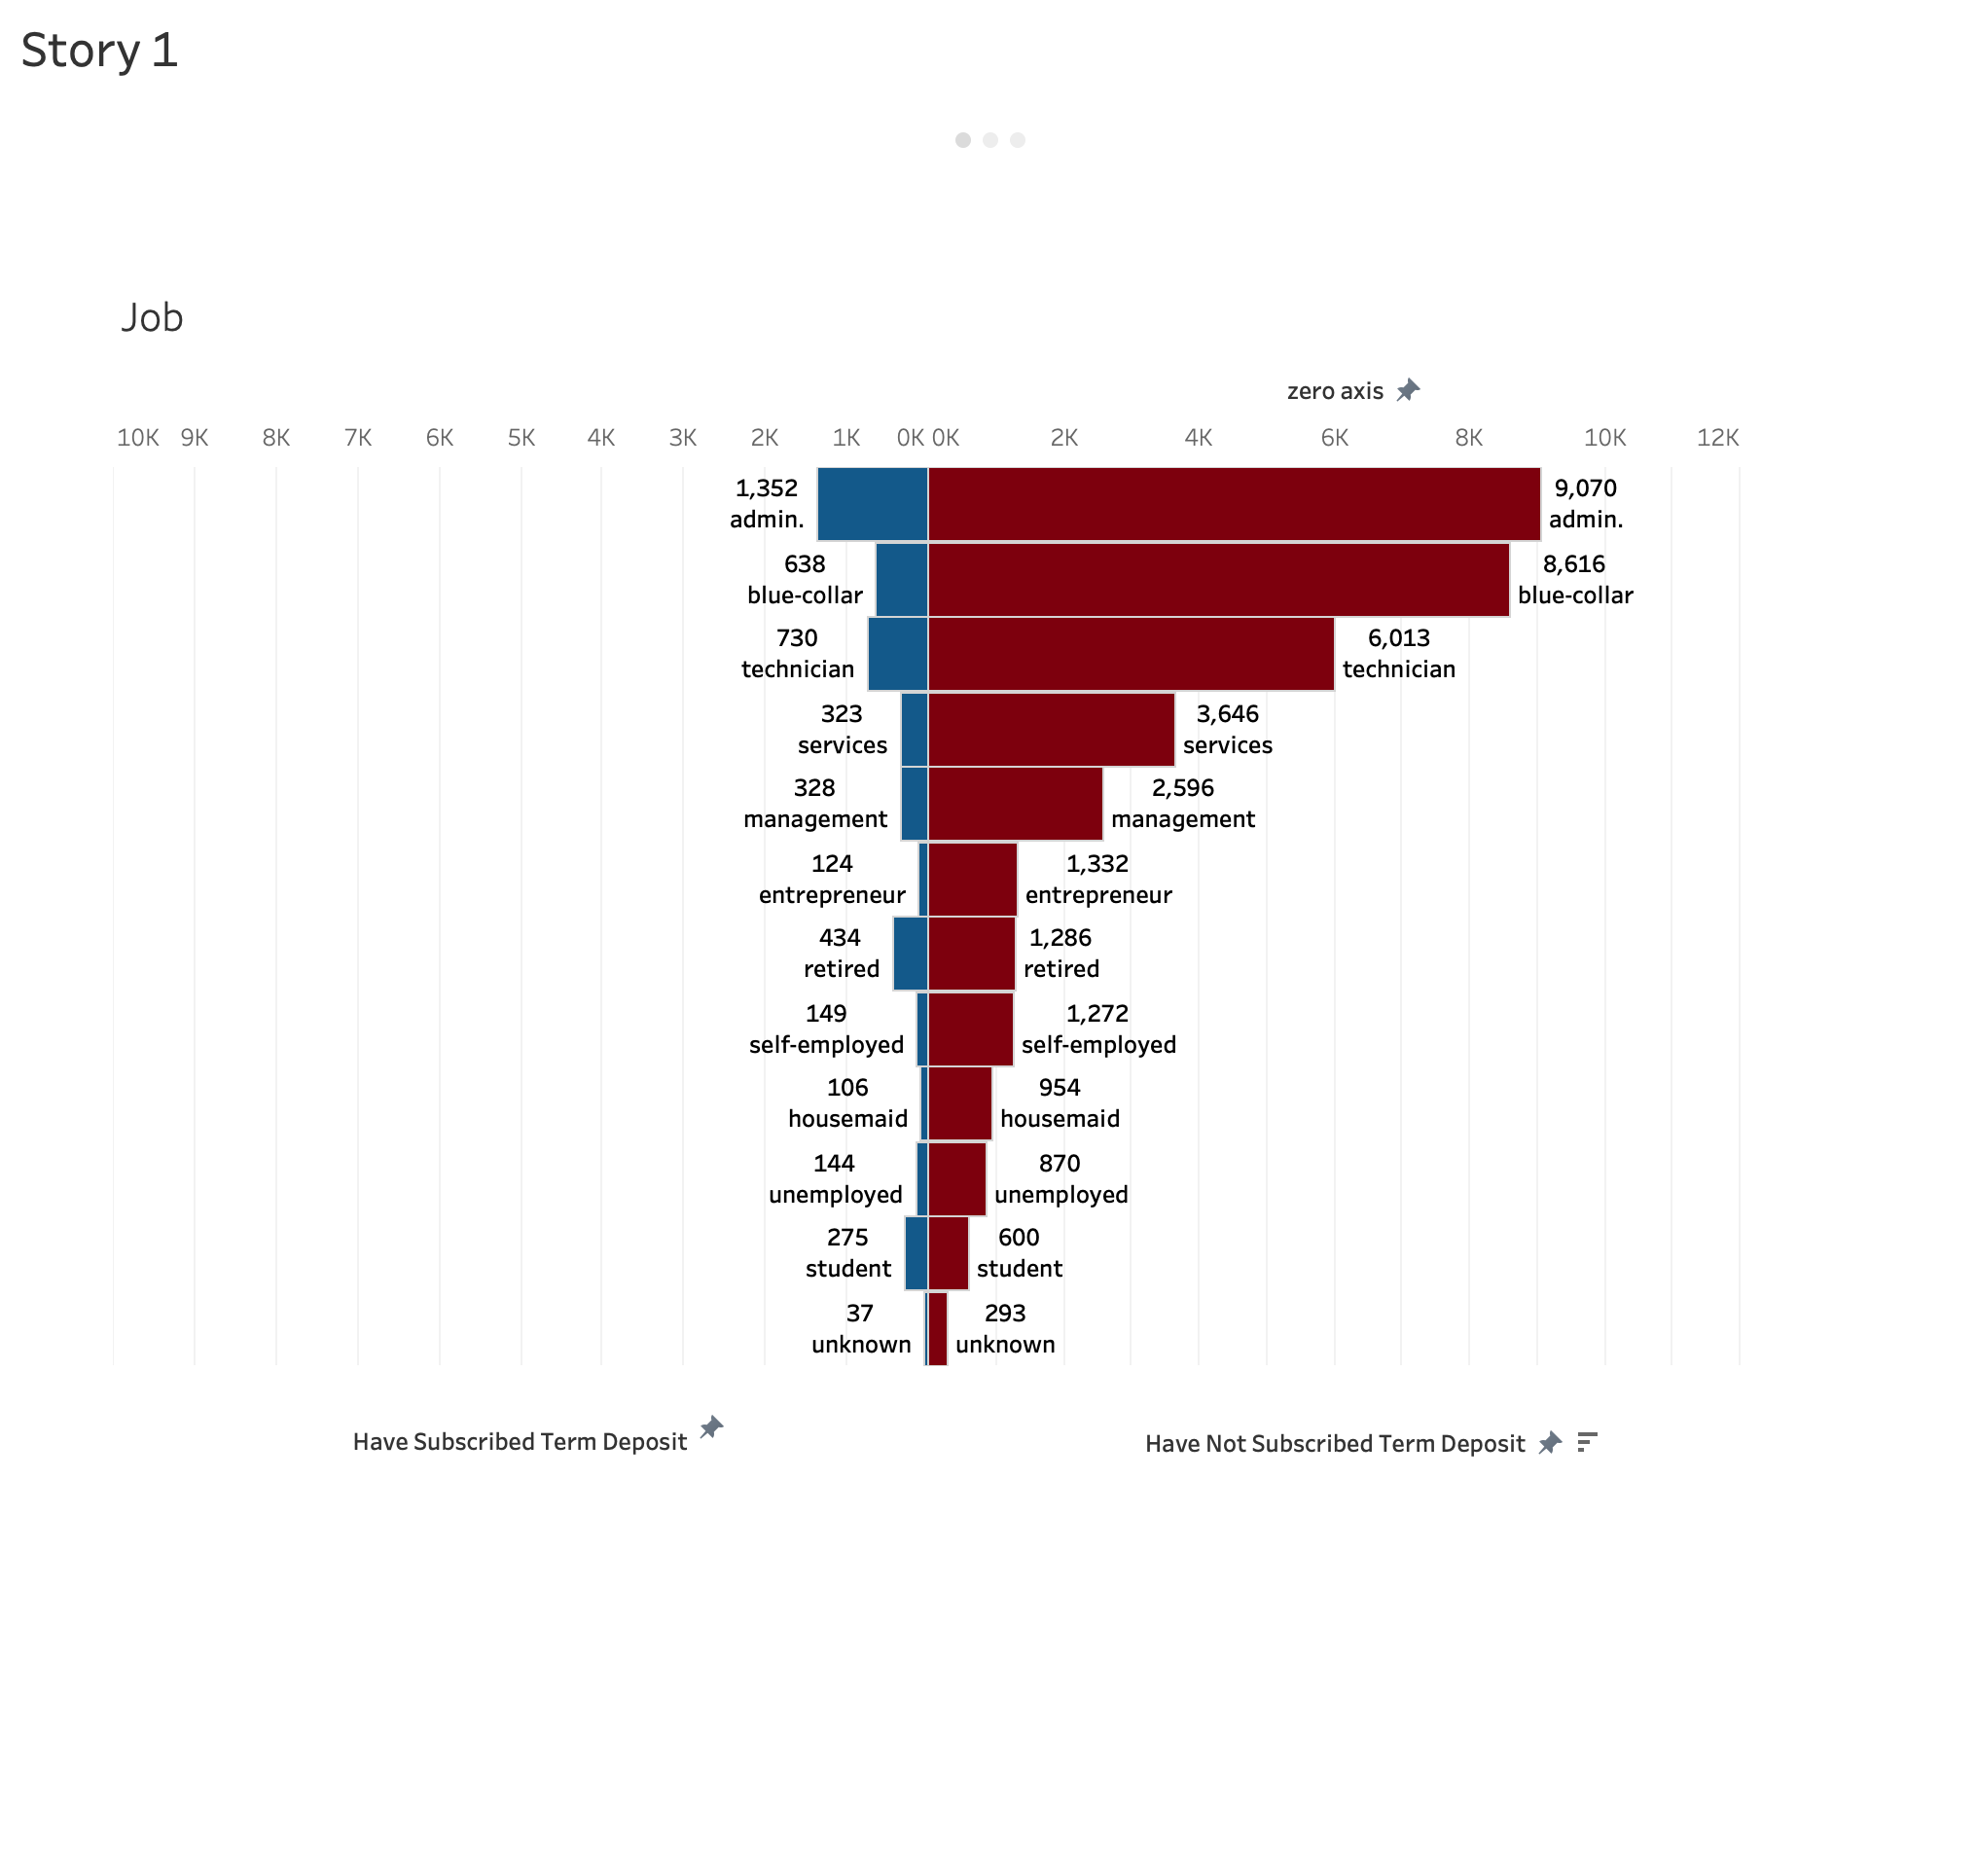 Story 1
Job
zero axis
10K 9K 8K 7K 6K 5K 4K 3K 2K 1K 0K 0K 2K 4K 6K 8K 10K 12K
1,352 9,070
admin. admin.
638 8,616
blue-collar blue-collar
730 6,013
technician technician
323 3,646
services services
328 2,596
management management
124 1,332
entrepreneur entrepreneur
434 1,286
retired retired
149 1,272
self-employed self-employed
106 954
housemaid housemaid
144 870
unemployed unemployed
275 600
student student
37 293
unknown unknown
Have Subscribed Term Deposit Have Not Subscribed Term Deposit